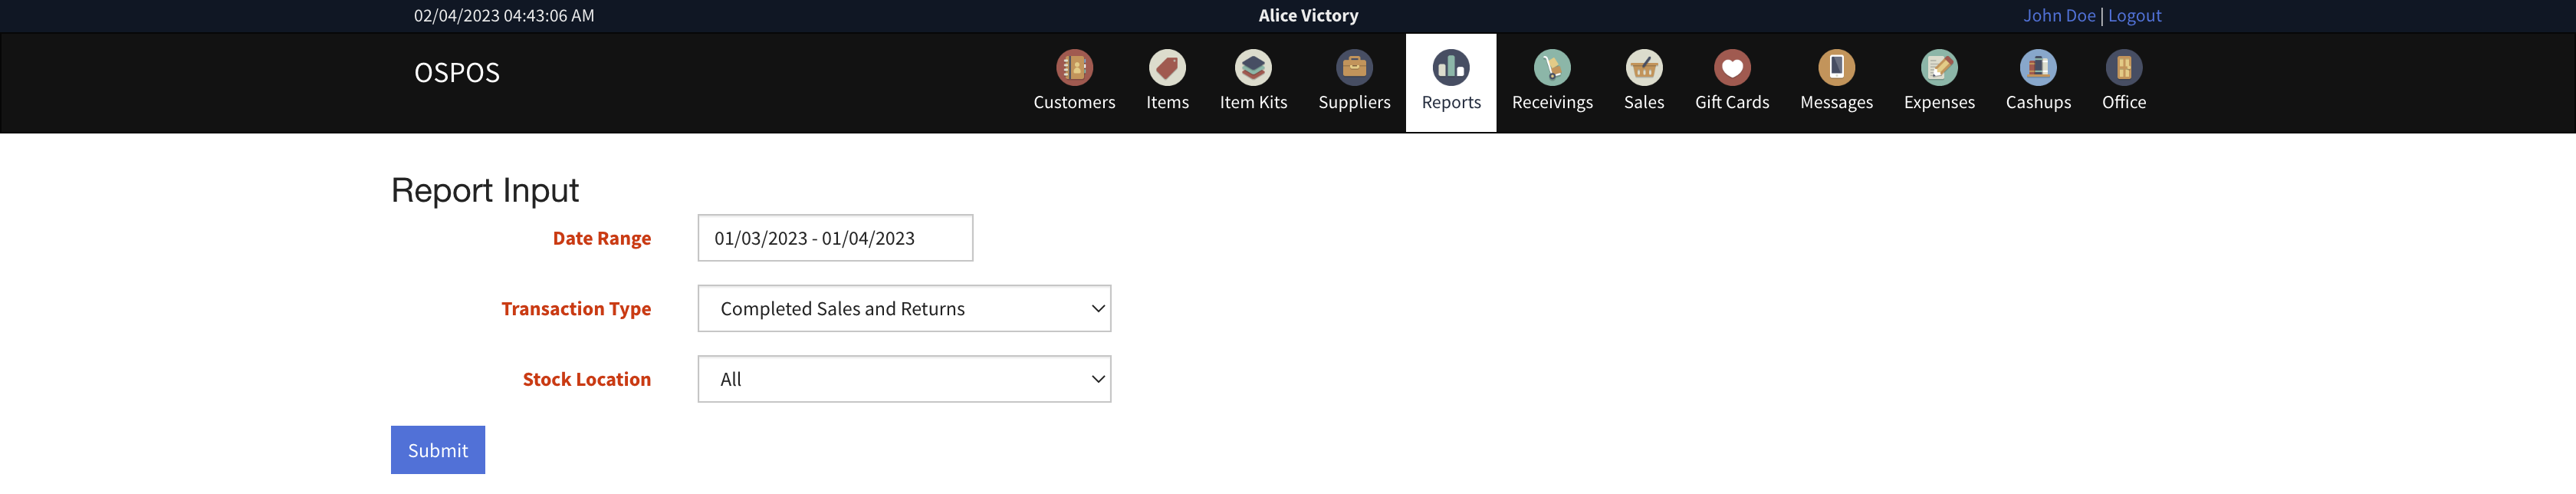 02/04/2023 04:43:06 AM
Alice Victory
John Doe | Logout
OSPOS
Customers Items Item Kits Suppliers Reports Receivings Sales Gift Cards Messages Expenses Cashups Office
Report Input
Date Range 01/03/2023 - 01/04/2023
Transaction Type Completed Sales and Returns
Stock Location All
Submit